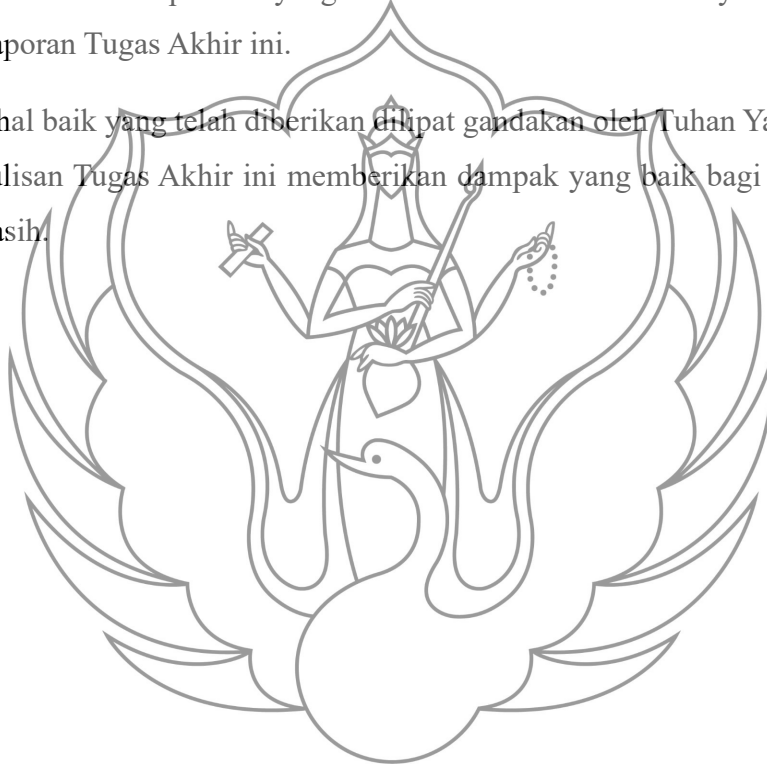 aporan Tugas Akhir ini.
hal baik yang telah diberikan dilipat gandakan oleh Tuhan Ya
lisan Tugas Akhir ini memberikan dampak yang baik bagi
asih.